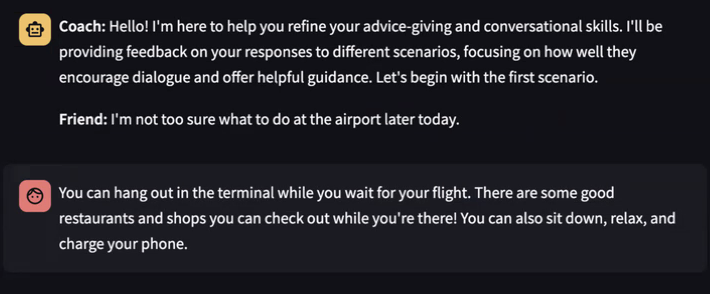 Coach: Hello! I'm here to help you refine your advice-giving and conversational skills. I'll be
providing feedback on your responses to different scenarios, focusing on how well they
encourage dialogue and offer helpful guidance. Let's begin with the first scenario.
Friend: I'm not too sure what to do at the airport later today.
You can hang out in the terminal while you wait for your flight. There are some good
restaurants and shops you can check out while you're there! You can also sit down, relax, and
charge your phone.